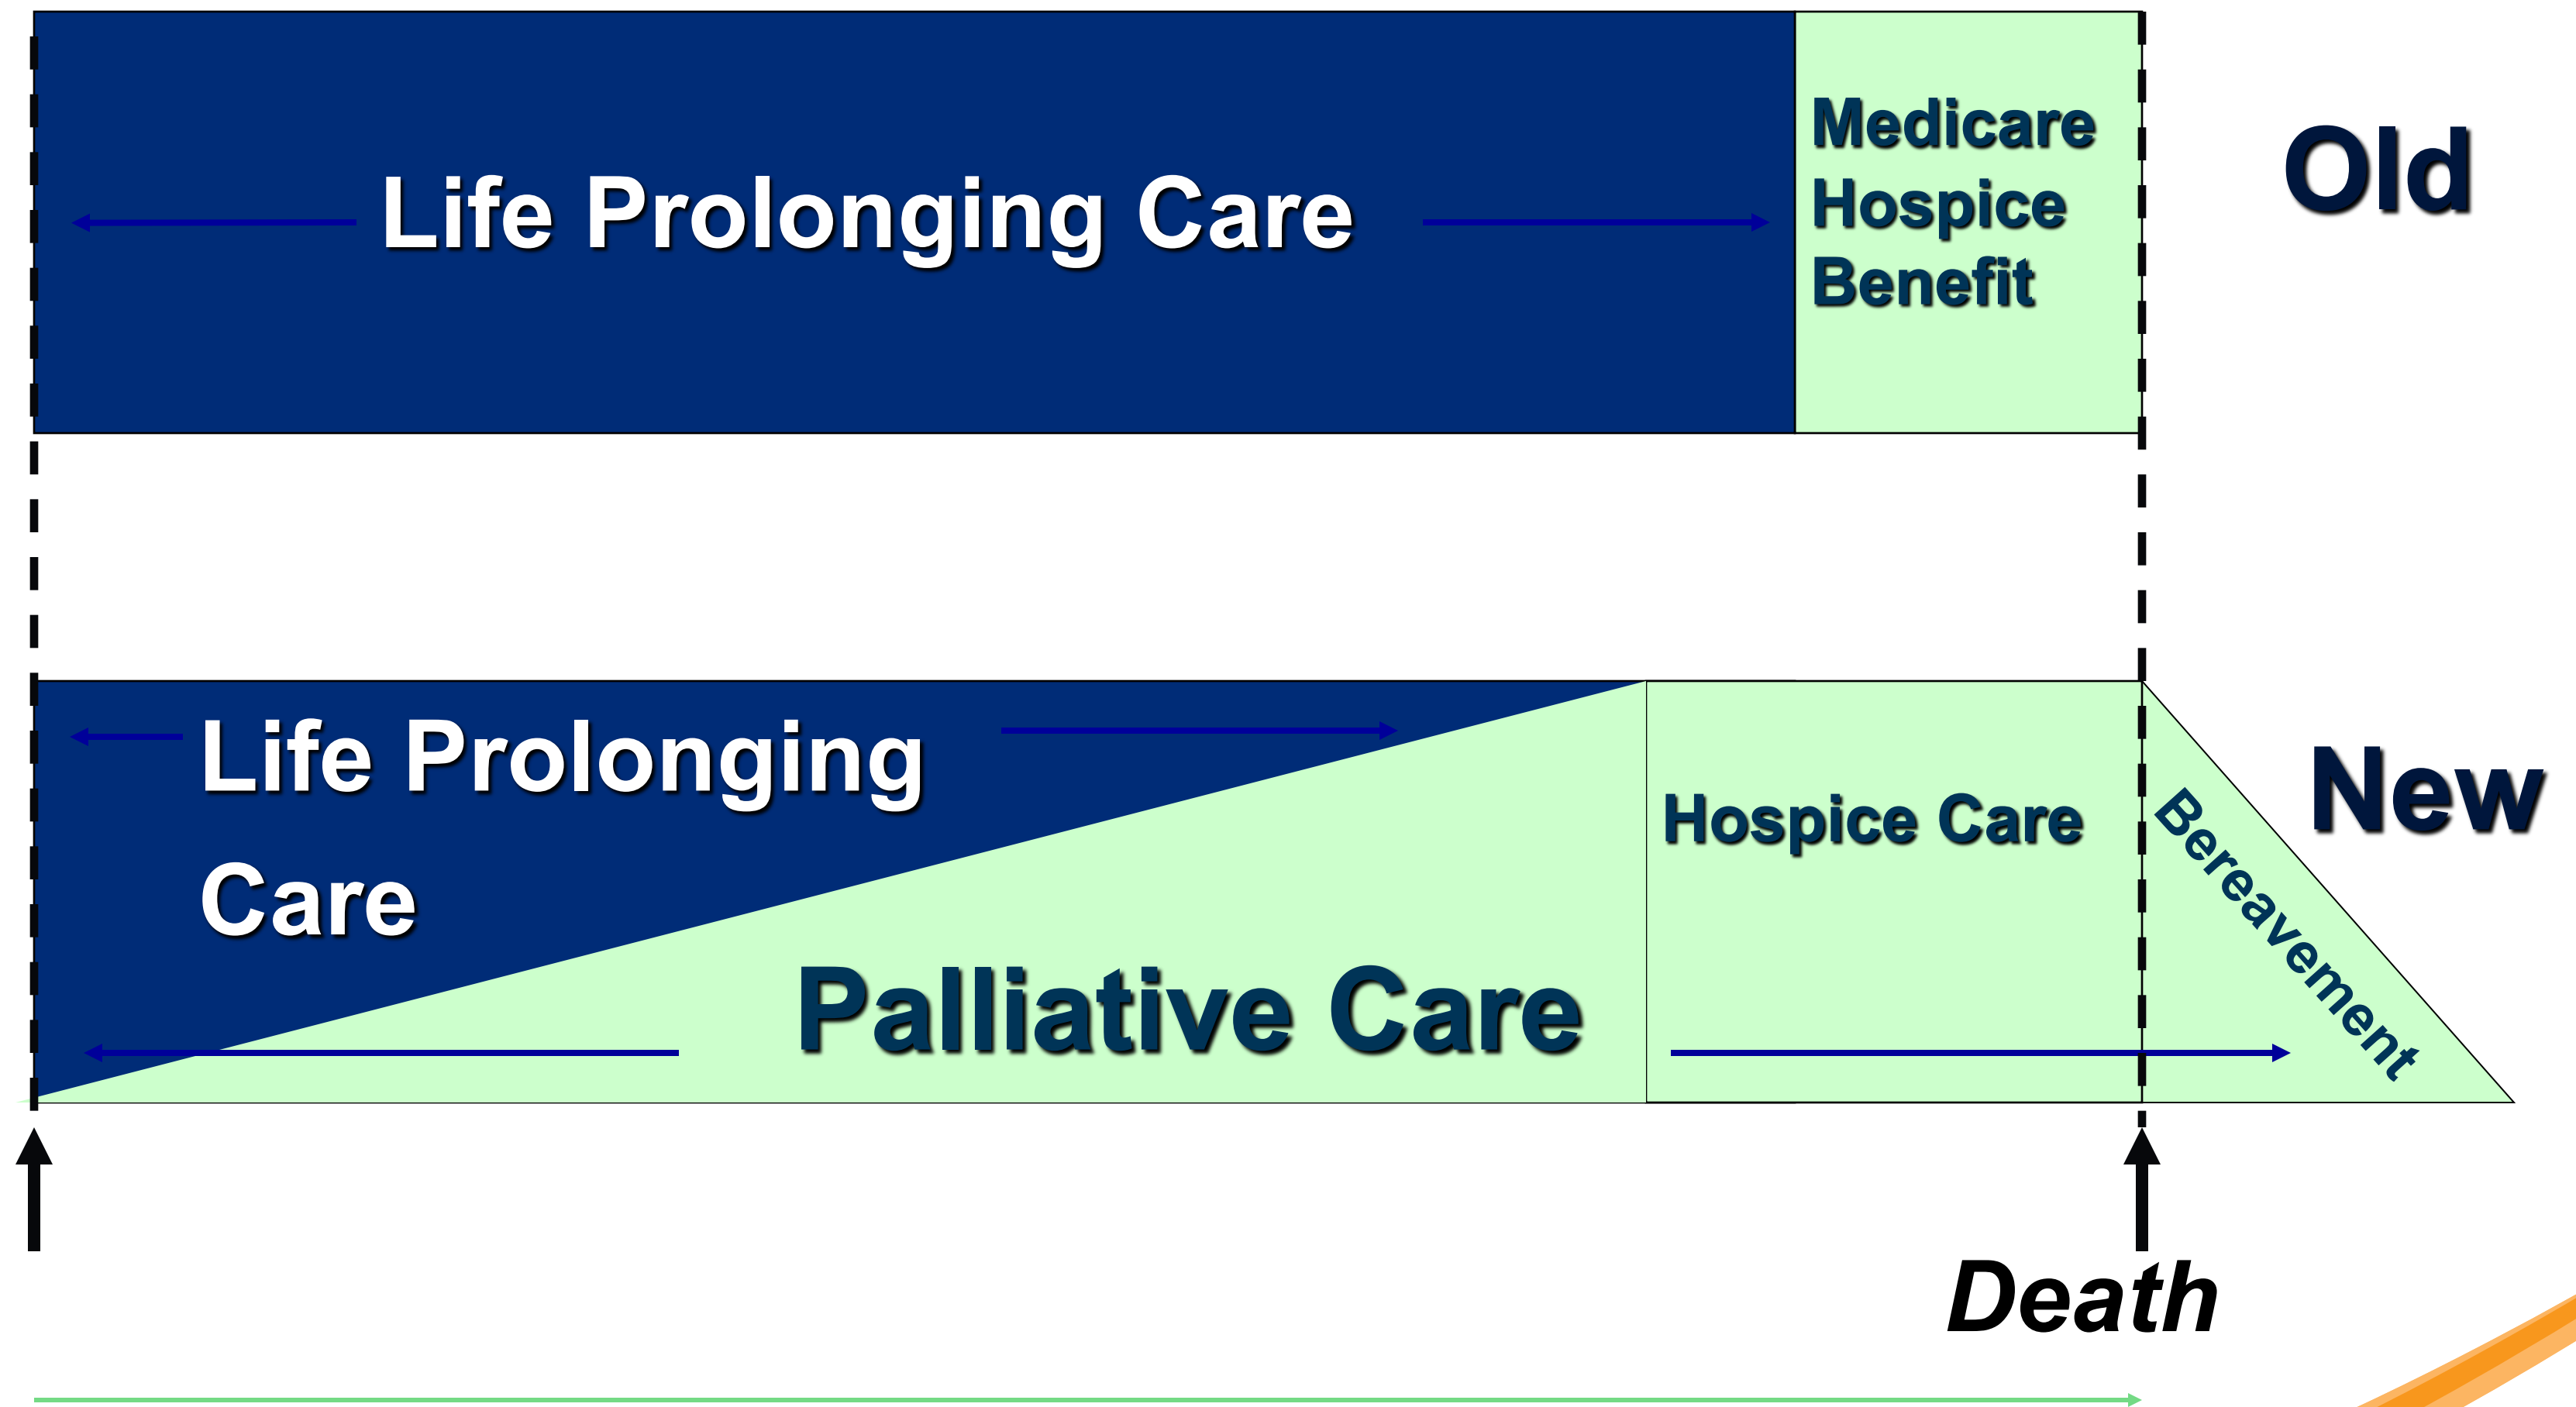 Life Prolonging Care
Medicare
Hospice
Benefit
Old
Life Prolonging
Care
Palliative Care
Hospice Care
Bereavement
New
Death